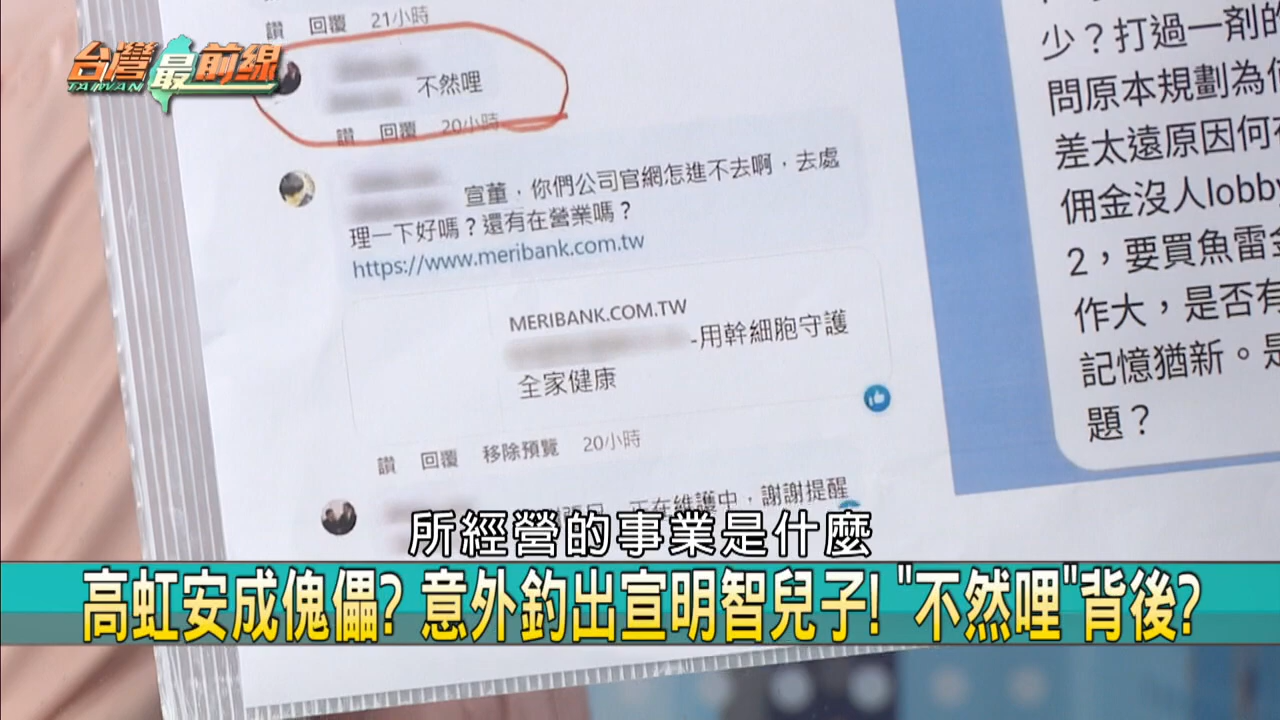 讚 回覆 21小時
台灣最前線
TAIWAN
不然哩
讚 回覆 20小時
宣董，你們公司官網怎進不去啊，去處
理一下好嗎？還有在營業嗎？
https://www.meribank.com.tw
MERIBANK.COM.TW
-用幹細胞守護
全家健康
讚 回覆 移除預覽 20小時
正在維護中，謝謝提醒
少？打過一劑的
問原本規劃為何
差太遠原因何在
佣金沒人lobby
2，要買魚雷
作大，是否有
記憶猶新。是
題？
所經營的事業是什麼
高虹安成傀儡？意外釣出宣明智兒子！"不然哩"背後？